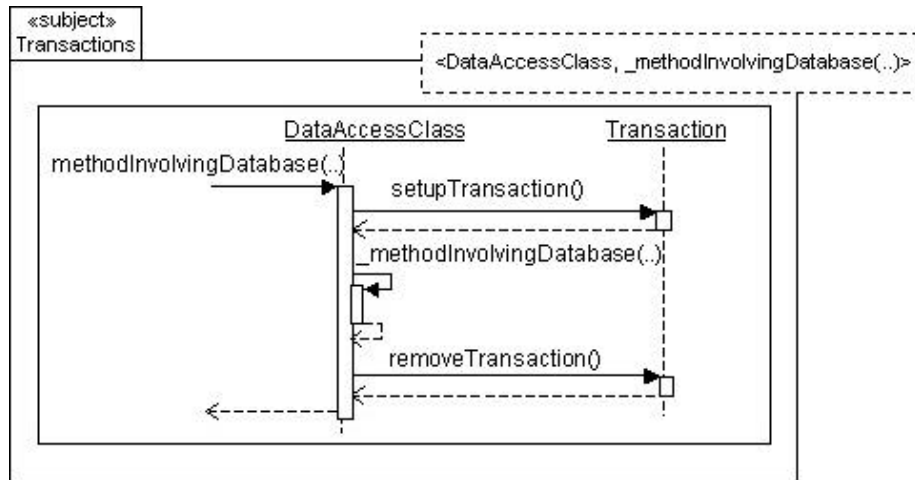 «subject»
Transactions
<DataAccessClass, _methodInvolvingDatabase(..)>
DataAccessClass
Transaction
methodInvolvingDatabase(..)
setupTransaction()
_methodInvolvingDatabase(..)
removeTransaction()